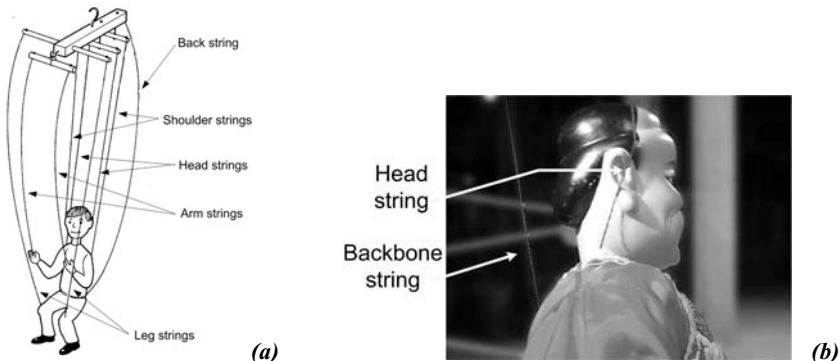 Back string
Shoulder strings
Head strings
Arm strings
Leg strings
(a)
Head
string
Backbone
string
(b)